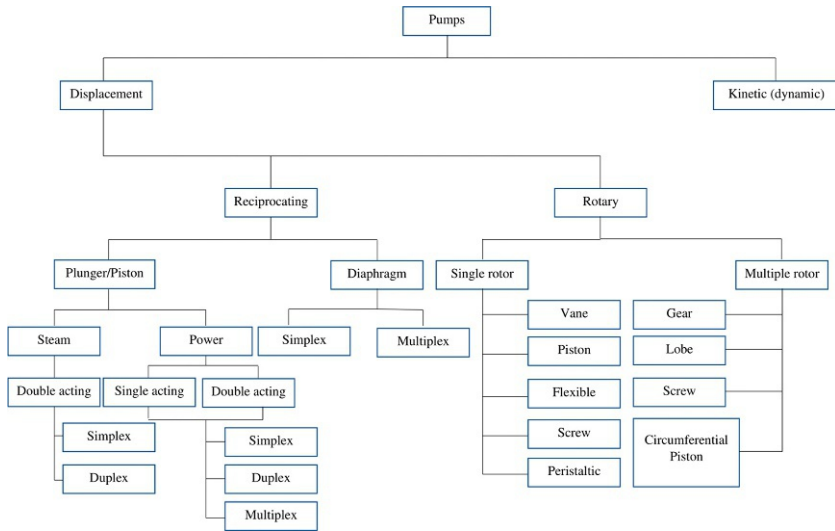 Pumps
Displacement
Kinetic (dynamic)
Reciprocating
Rotary
Plunger/Piston
Diaphragm
Single rotor
Multiple rotor
Steam
Power
Simplex
Multiplex
Vane
Gear
Piston
Lobe
Double acting
Single acting
Double acting
Flexible
Screw
Simplex
Duplex
Simplex
Duplex
Multiplex
Screw
Peristaltic
Circumferential
Piston